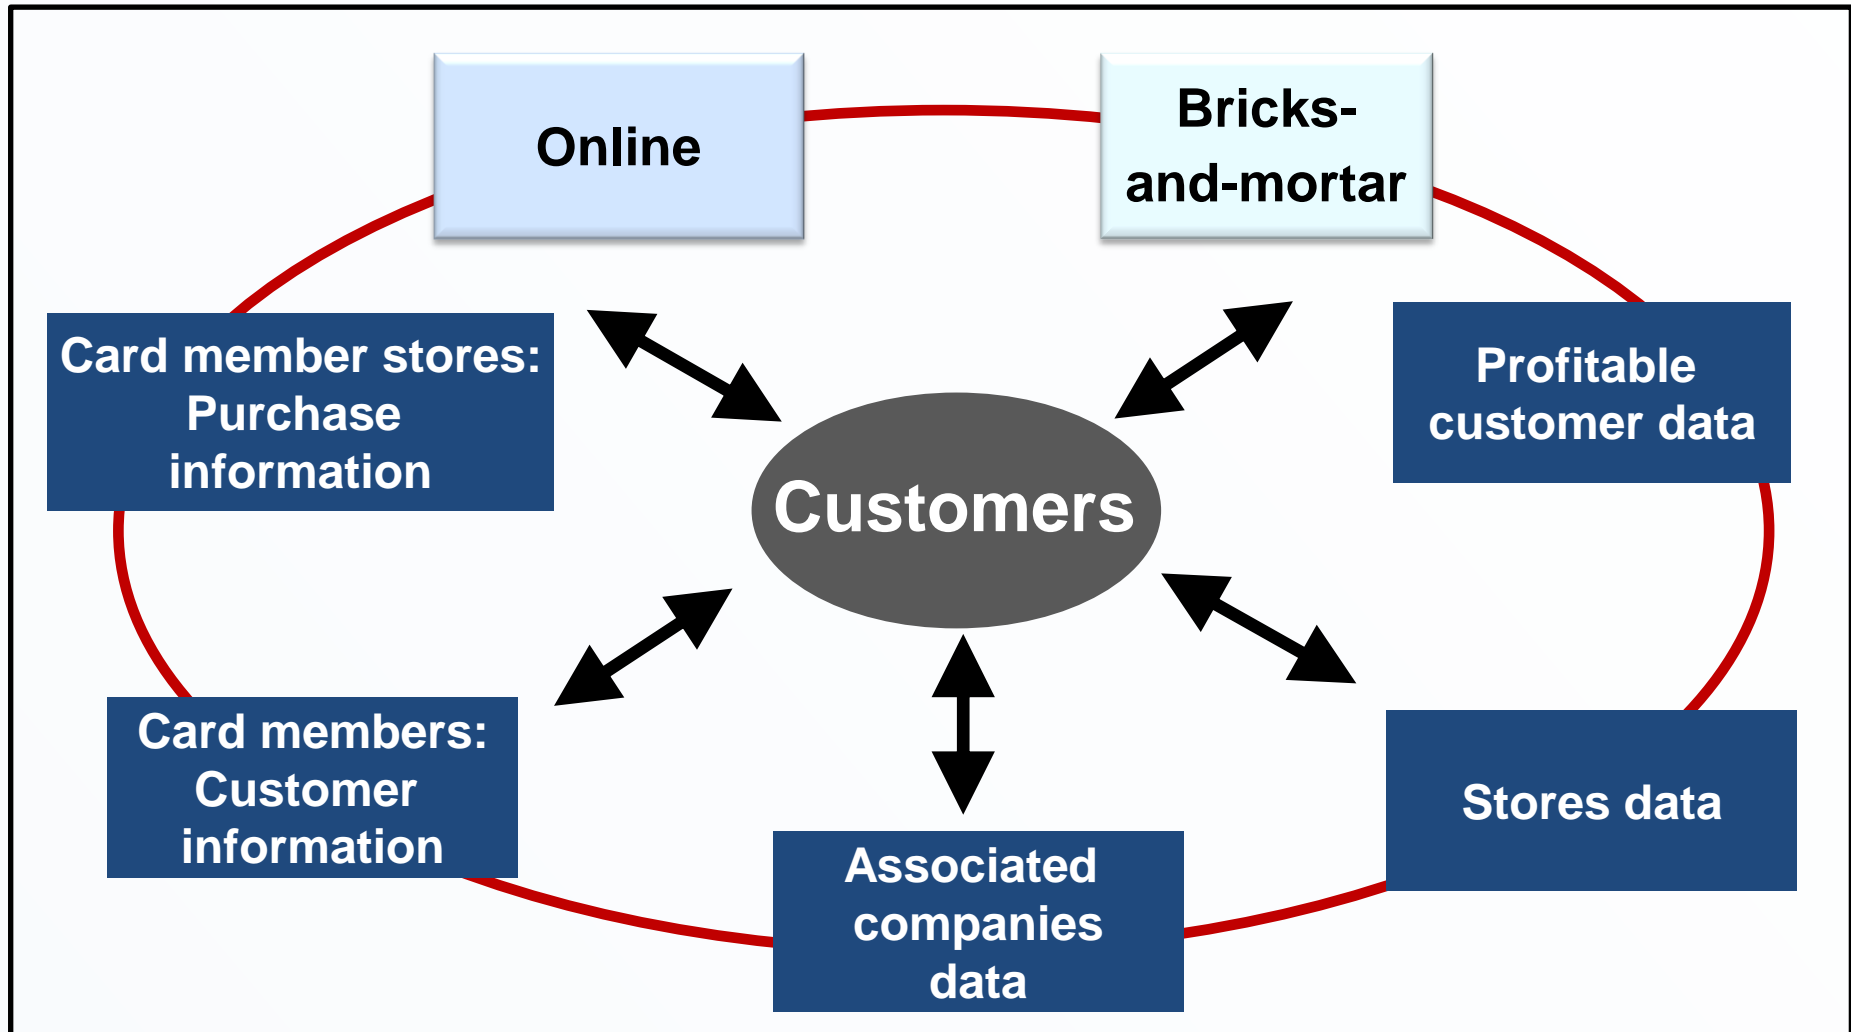 Online
Bricks-
and-mortar
Card member stores:
Purchase
information
Profitable
customer data
Customers
Card members:
Customer
information
Stores data
Associated
companies
data